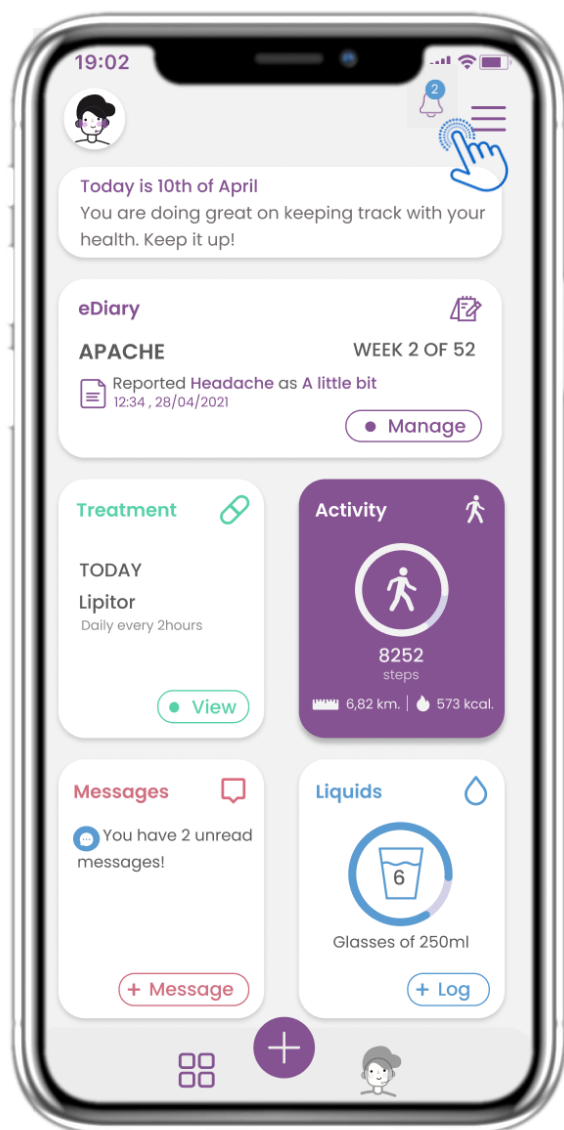 19:02
2
Today is 10th of April
You are doing great on keeping track with your
health. Keep it up!
eDiary
APACHE
WEEK 2 OF 52
Reported Headache as A little bit
12:34 , 28/04/2021
Manage
Treatment
TODAY
Lipitor
Daily every 2hours
View
Activity
8252
steps
6,82 km. | 573 kcal.
Messages
You have 2 unread
messages!
+ Message
Liquids
6
Glasses of 250ml
+ Log